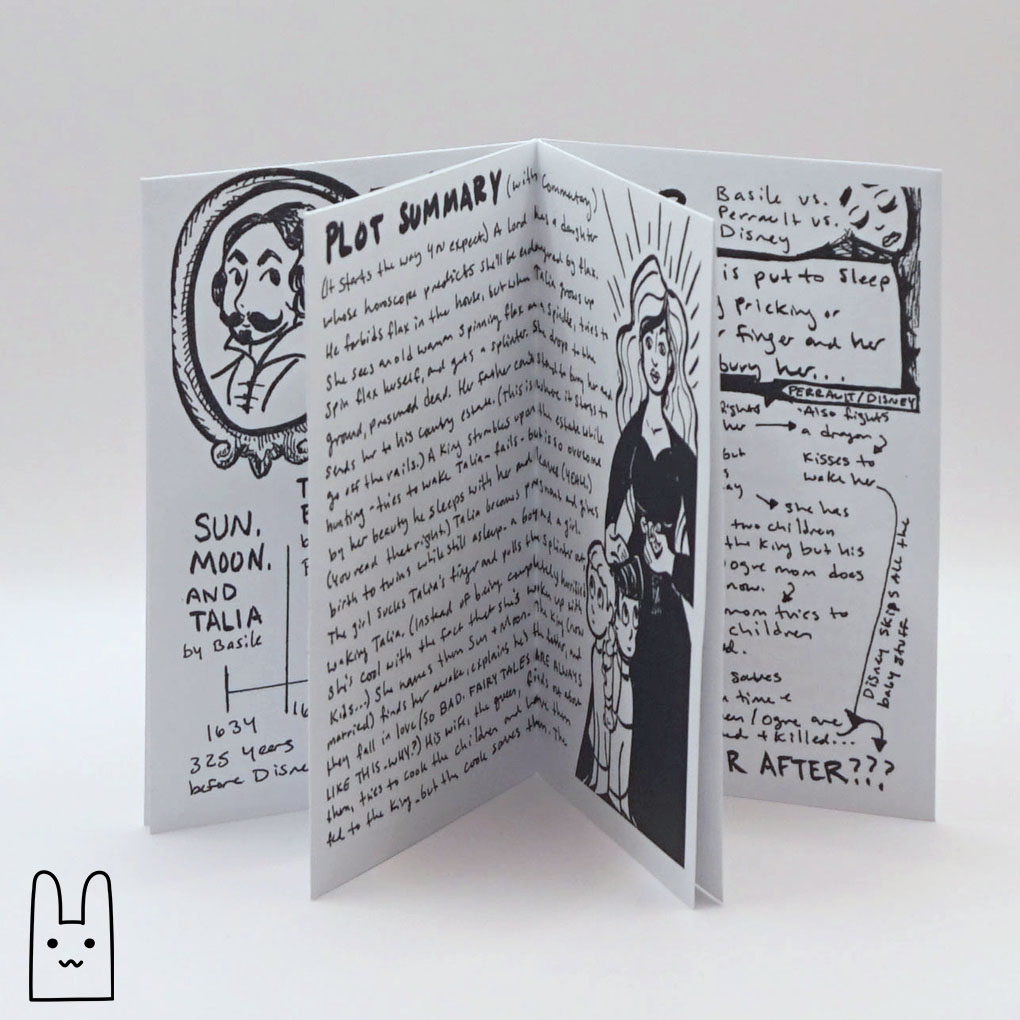 SUN,
MOON,
AND
TALIA
by Basile
1634
325 years
before Disne
PLOT SUMMARY (with Commentary)
(It starts the way you expect) A Lord has a daughter
whose horoscope predicts she'll be endangered by flax.
He forbids flax in the house, but when Talia grows up
she sees an old woman spinning flax on a spindle, tries to
spin flax herself, and gets a splinter. She drops to the
ground, presumed dead. Her father can't stand to bury her and
sends her to his country estate. (This is where it starts to
go off the rails.) A King stumbles upon the estate while
hunting - tries to wake Talia - fails - but is so overcome
by her beauty he sleeps with her and leaves (YEAH.)
(You read that right.) Talia becomes pregnant and gives
birth to twins while still asleep - a boy and a girl.
The girl sucks Talia's finger and pulls the splinter out
waking Talia. (Instead of being completely horrified
she's cool with the fact that she's woken up with
kids...) She names them Sun + Moon. The King (now
married) finds her awake, explains he's the father, and
they fall in love (SO BAD. FAIRY TALES ARE ALWAYS
LIKE THIS - WHY?) His wife, the queen, finds out about
them, tries to cook the children and have them
fed to the King - but the cook saves them. The
Basile vs.
Perrault vs.
Disney
is put to sleep
pricking or
finger and her
bury her...
PERRAULT/DISNEY
her
Also fights
a dragon
but
Kisses to
wake her
she has
two children
the King but his
ogre mom does
now.
mom tries to
children
saves
time
/ogre are
+ killed...
Disney skips all the
baby stuff
R AFTER???